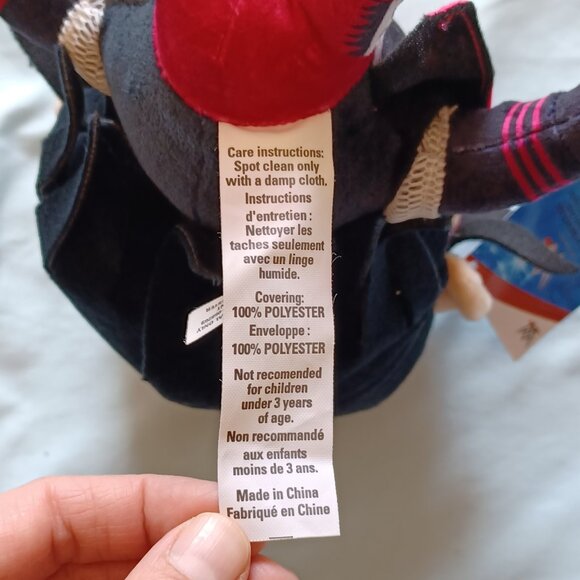 Care instructions:
Spot clean only
with a damp cloth.
Instructions
d'entretien :
Nettoyer les
taches seulement
avec un linge
humide.
Covering:
100% POLYESTER
Enveloppe :
100% POLYESTER
Not recomended
for children
under 3 years
of age.
Non recommandé
aux enfants
moins de 3 ans.
Made in China
Fabriqué en Chine